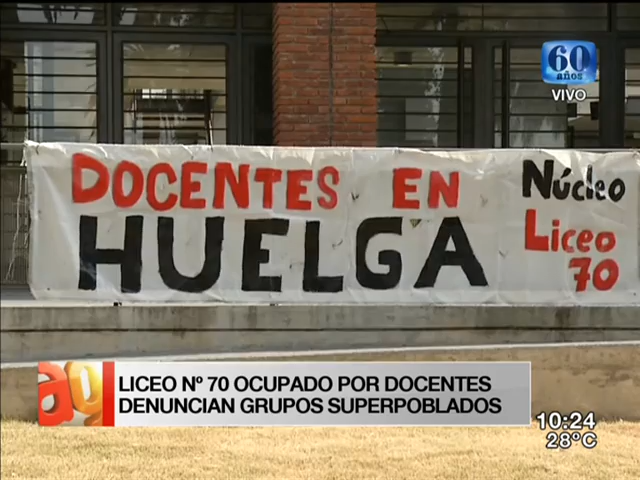 60
años
VIVO
DOCENTES EN
HUELGA
Núcleo
Liceo
70
ag
LICEO Nº 70 OCUPADO POR DOCENTES
DENUNCIAN GRUPOS SUPERPOBLADOS
10:24
28°C